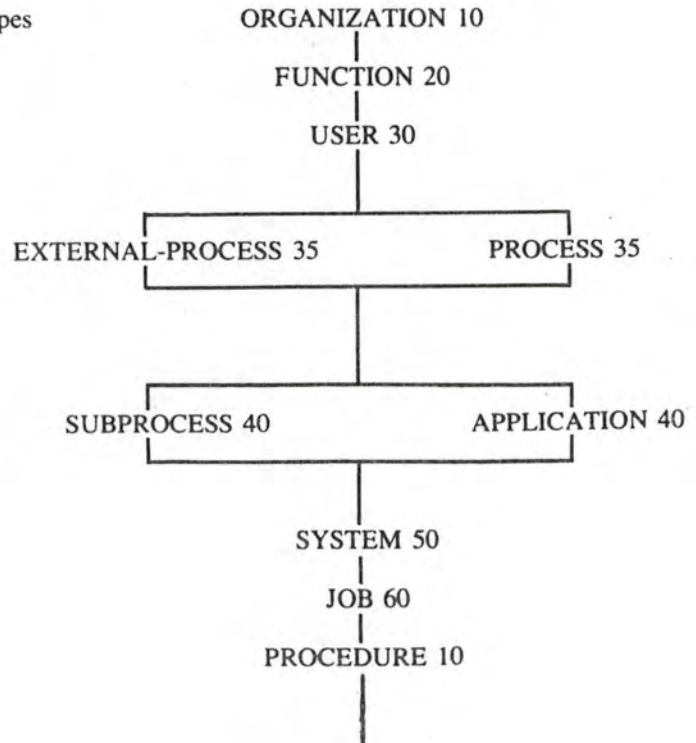 ORGANIZATION 10
FUNCTION 20
USER 30
EXTERNAL-PROCESS 35 PROCESS 35
SUBPROCESS 40 APPLICATION 40
SYSTEM 50
JOB 60
PROCEDURE 10